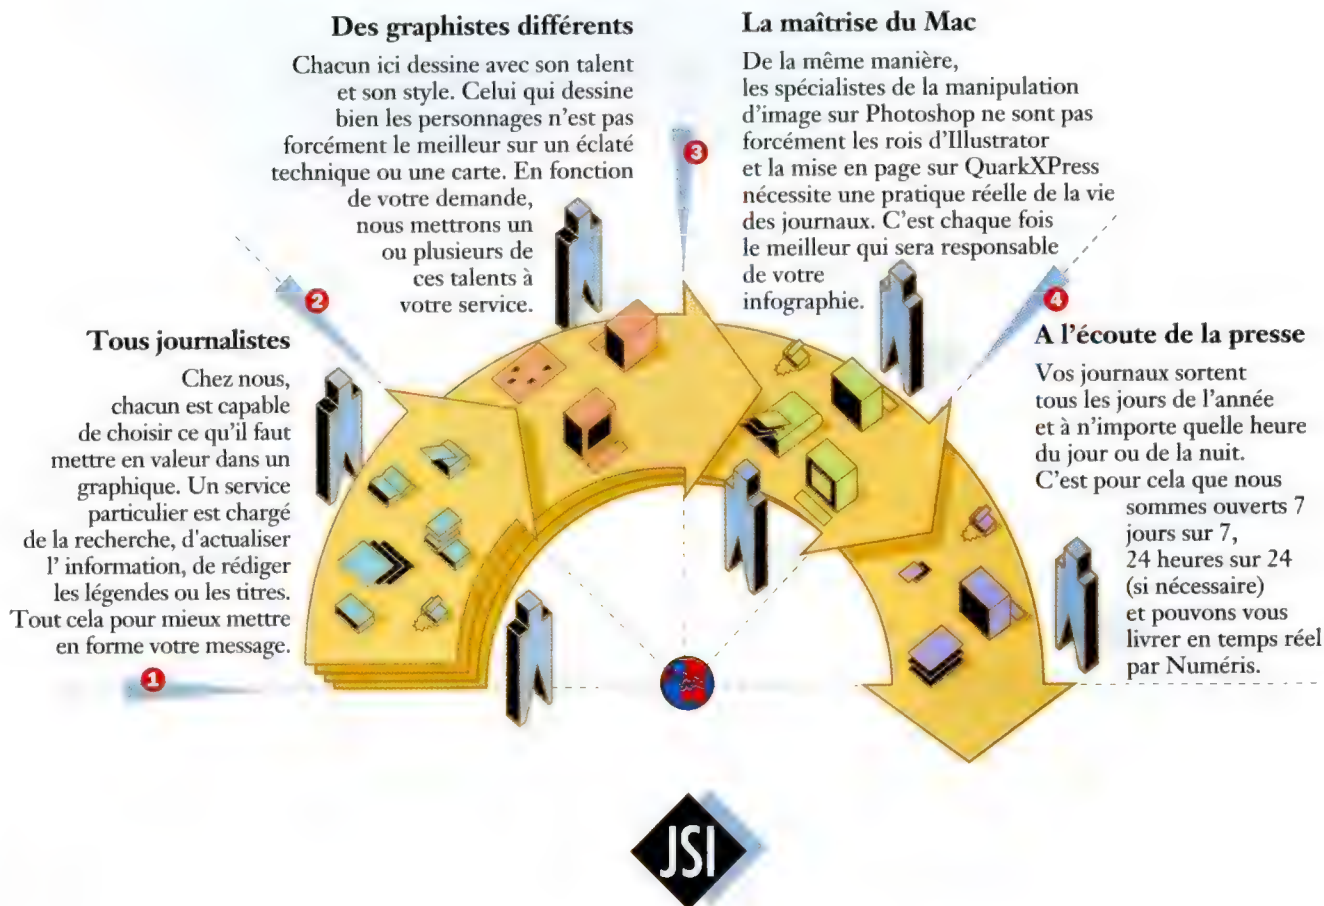 Tous journalistes
Chez nous,
chacun est capable
de choisir ce qu'il faut
mettre en valeur dans un
graphique. Un service
particulier est chargé
de la recherche, d'actualiser
l' information, de rédiger
les légendes ou les titres.
Tout cela pour mieux mettre
en forme votre message.
1
Des graphistes différents
Chacun ici dessine avec son talent
et son style. Celui qui dessine
bien les personnages n'est pas
forcément le meilleur sur un éclaté
technique ou une carte. En fonction
de votre demande,
nous mettrons un
ou plusieurs de
ces talents à
votre service.
2
La maîtrise du Mac
De la même manière,
les spécialistes de la manipulation
d'image sur Photoshop ne sont pas
forcément les rois d'Illustrator
et la mise en page sur QuarkXPress
nécessite une pratique réelle de la vie
des journaux. C'est chaque fois
le meilleur qui sera responsable
de votre
infographie.
3
A l'écoute de la presse
Vos journaux sortent
tous les jours de l'année
et à n'importe quelle heure
du jour ou de la nuit.
C'est pour cela que nous
sommes ouverts 7
jours sur 7,
24 heures sur 24
(si nécessaire)
et pouvons vous
livrer en temps réel
par Numéris.
4
JSI